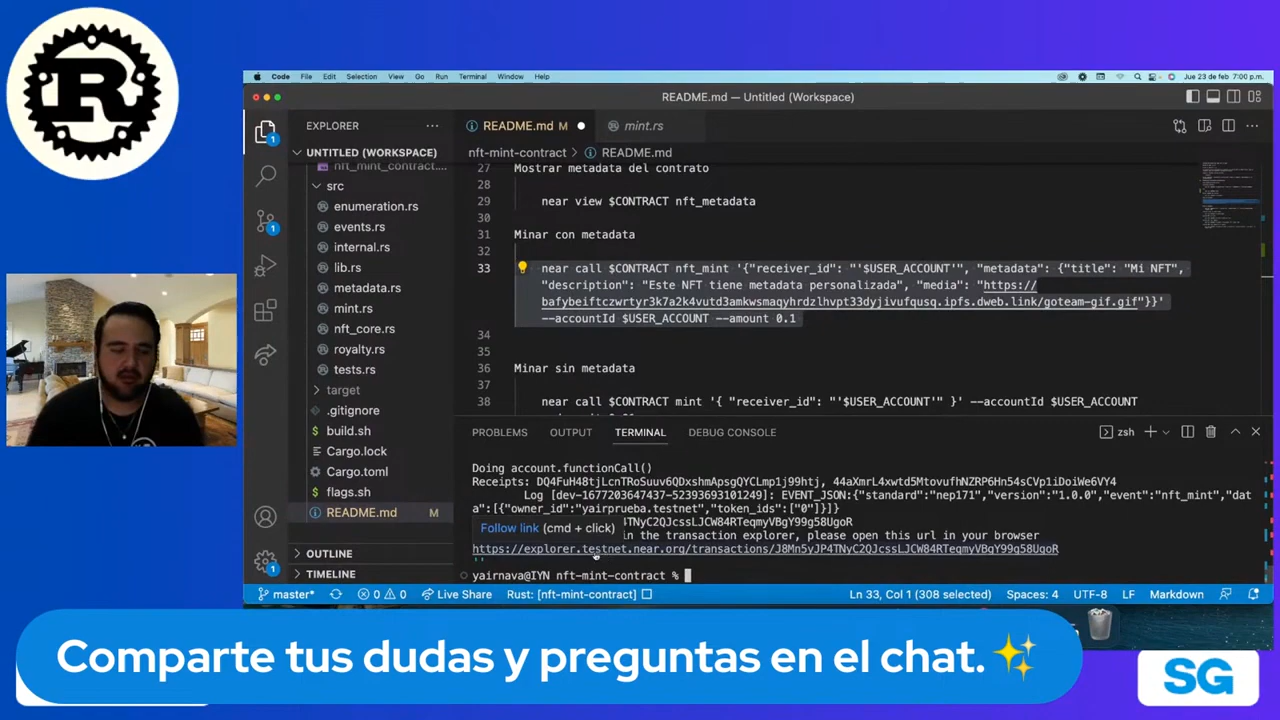 R
Code File Edit Selection View Go Run Terminal Window Help
Jue 23 de feb 7:00 p.m.
README.md — Untitled (Workspace)
EXPLORER
UNTITLED (WORKSPACE)
nft_mint_contract...
src
enumeration.rs
events.rs
internal.rs
lib.rs
metadata.rs
mint.rs
nft_core.rs
royalty.rs
tests.rs
target
.gitignore
build.sh
Cargo.lock
Cargo.toml
flags.sh
README.md M
OUTLINE
TIMELINE
README.md M
mint.rs
nft-mint-contract > README.md
27 Mostrar metadata del contrato
28
29 near view $CONTRACT nft_metadata
30
31 Minar con metadata
32
33 near call $CONTRACT nft_mint '{"receiver_id": "'$USER_ACCOUNT'", "metadata": {"title": "Mi NFT",
"description": "Este NFT tiene metadata personalizada", "media": "https://
bafybeiftczwrtyr3k7a2k4vutd3amkwsmaqyhrdzlhvpt33dyjivufqusq.ipfs.dweb.link/goteam-gif.gif"}}'
--accountId $USER_ACCOUNT --amount 0.1
34
35
36 Minar sin metadata
37
38 near call $CONTRACT mint '{ "receiver_id": "'$USER_ACCOUNT'" }' --accountId $USER_ACCOUNT
PROBLEMS OUTPUT TERMINAL DEBUG CONSOLE
zsh
Doing account.functionCall()
Receipts: DQ4FuH48tjLcnTRoSuuv6QDxshmApsgQYCLmp1j99htj, 44aXmrL4xwtd5MtovufhNZRP6Hn54sCVp1iDoiWe6VY4
Log [dev-1677203647437-52393693101249]: EVENT_JSON:{"standard":"nep171","version":"1.0.0","event":"nft_mint","dat
a":[{"owner_id":"yairprueba.testnet","token_ids":["0"]}]}
4TNyC2QJcssLJCW84RTeqmyVBgY99g58UgoR
Follow link (cmd + click)
in the transaction explorer, please open this url in your browser
https://explorer.testnet.near.org/transactions/J8Mn5yJP4TNyC2QJcssLJCW84RTeqmyVBgY99g58UgoR
''
yairnava@IYN nft-mint-contract %
master*
0 0
Live Share
Rust: [nft-mint-contract]
Ln 33, Col 1 (308 selected)
Spaces: 4
UTF-8
LF
Markdown
Comparte tus dudas y preguntas en el chat.✨
SG